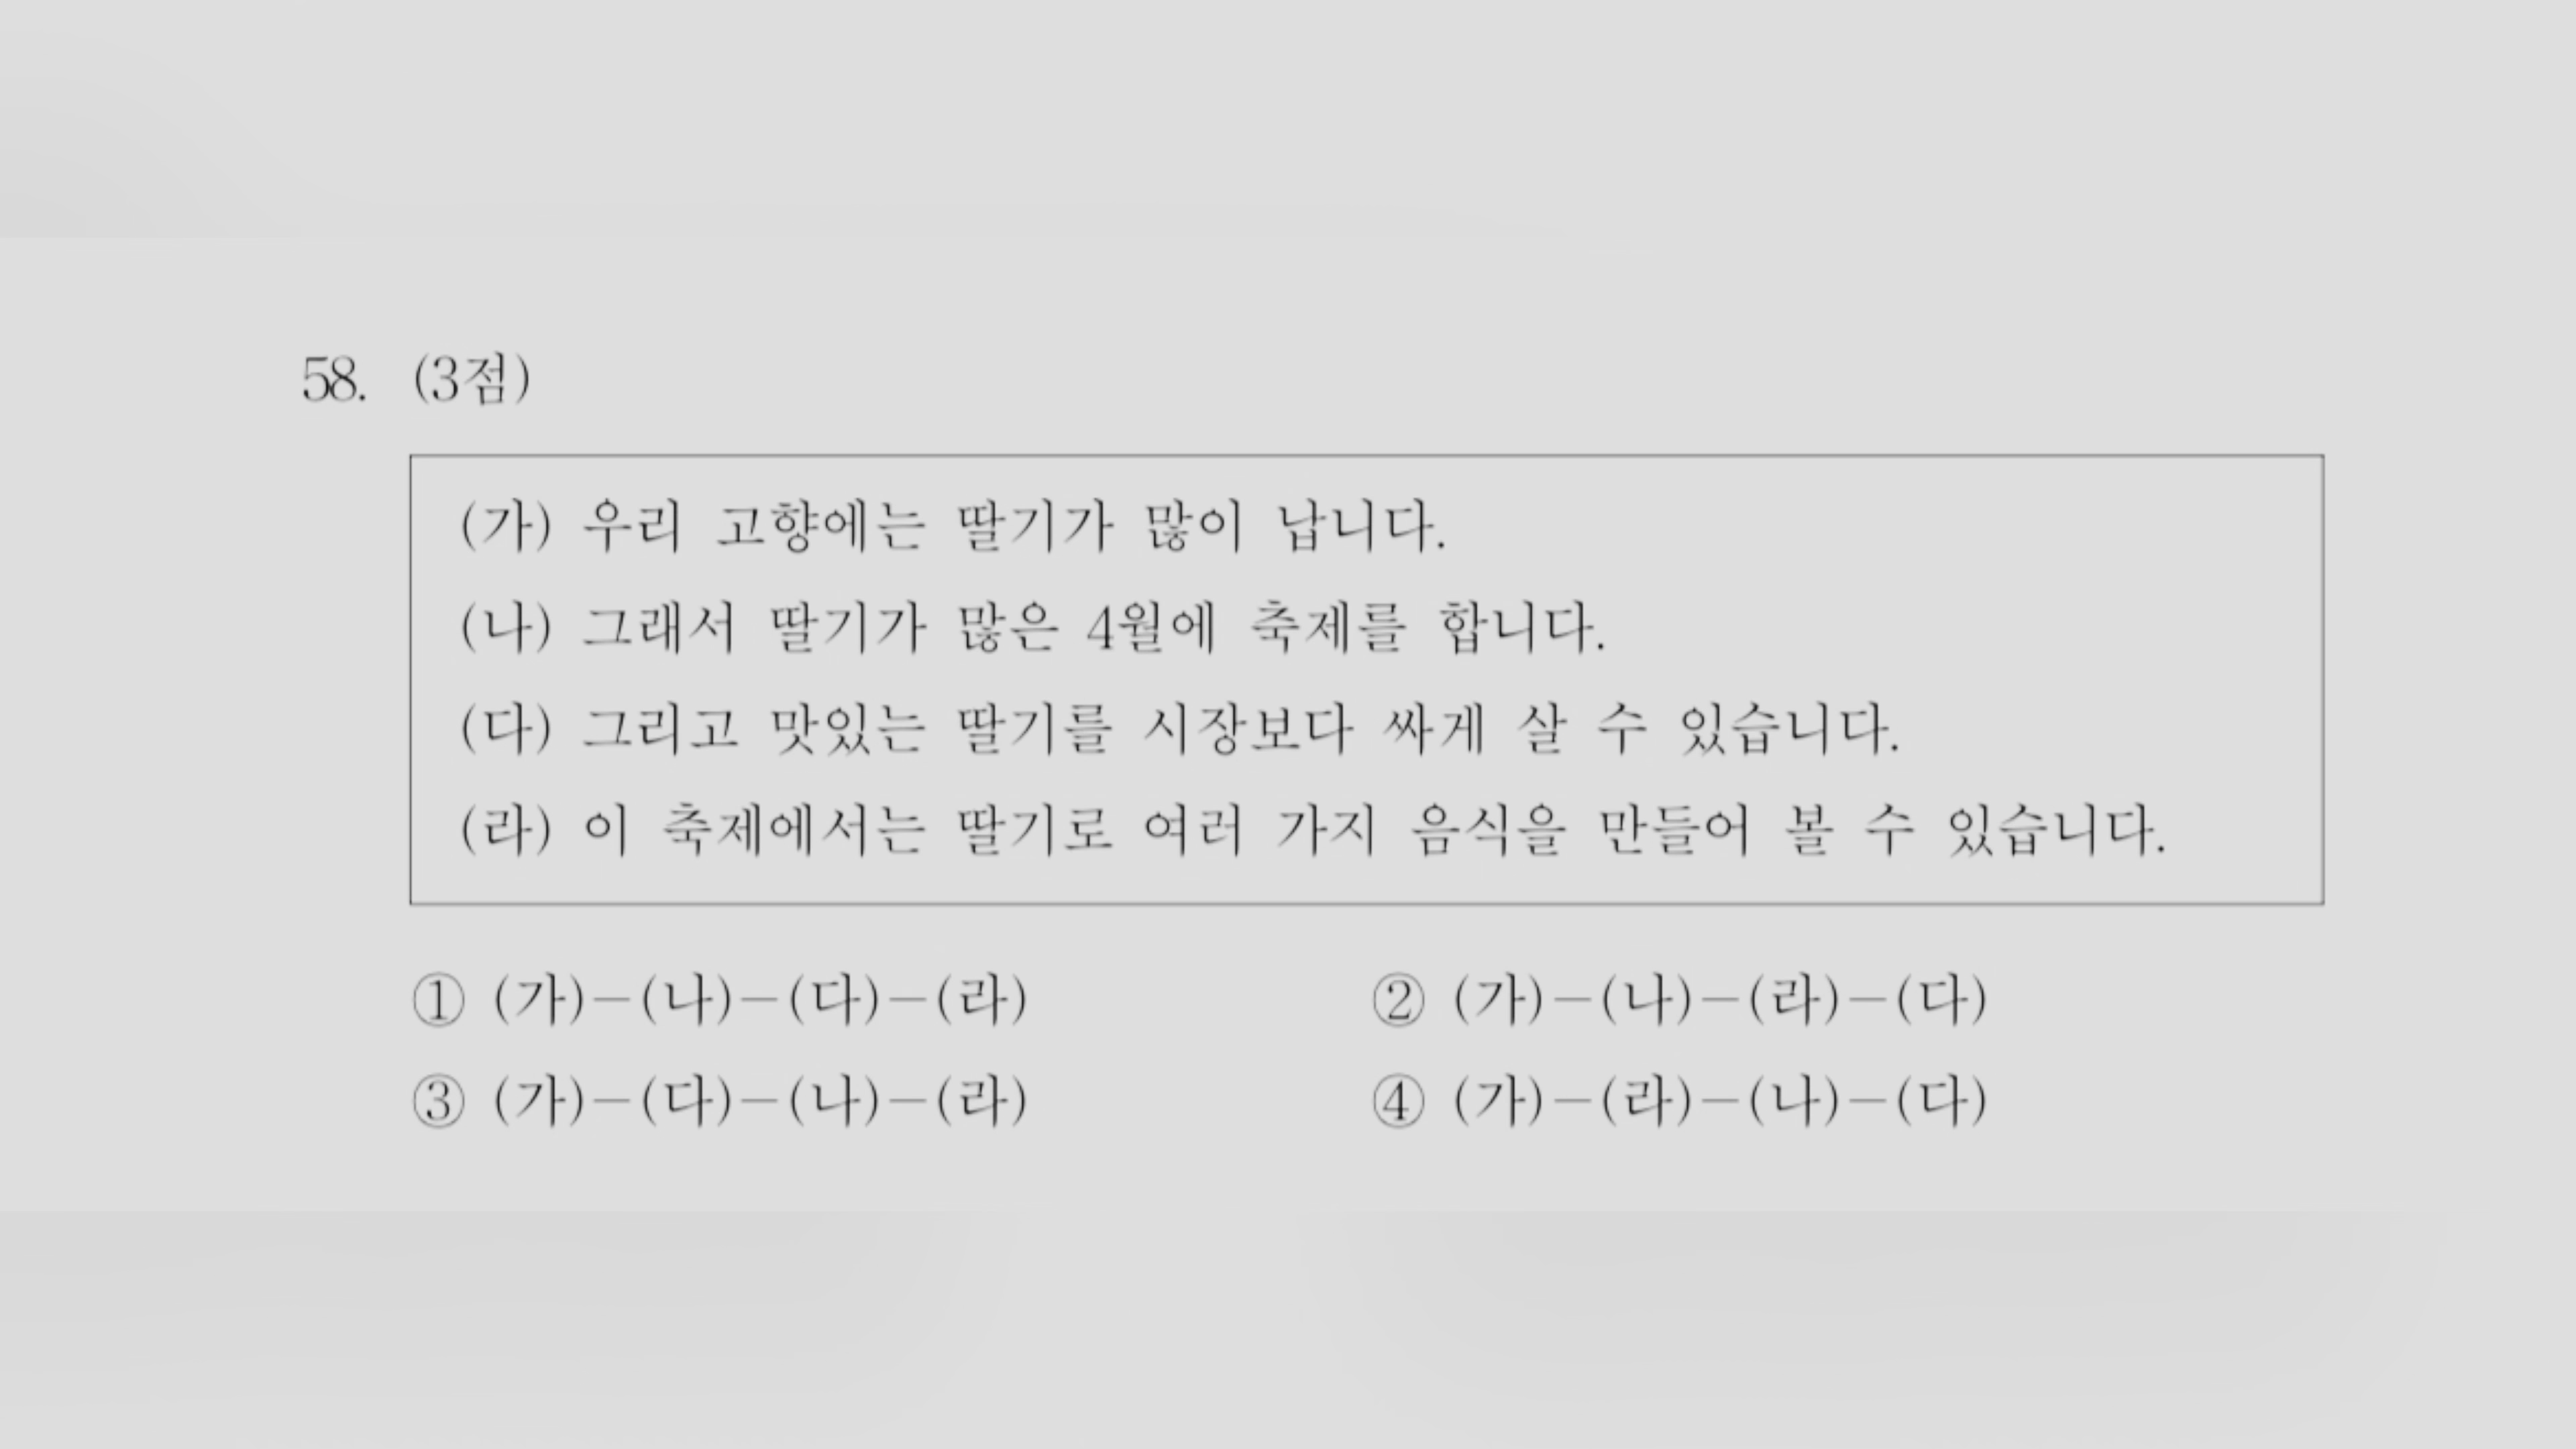 58. (3점)
(가) 우리 고향에는 딸기가 많이 납니다.
(나) 그래서 딸기가 많은 4월에 축제를 합니다.
(다) 그리고 맛있는 딸기를 시장보다 싸게 살 수 있습니다.
(라) 이 축제에서는 딸기로 여러 가지 음식을 만들어 볼 수 있습니다.
① (가)-(나)-(다)-(라) ② (가)-(나)-(라)-(다)
③ (가)-(다)-(나)-(라) ④ (가)-(라)-(나)-(다)